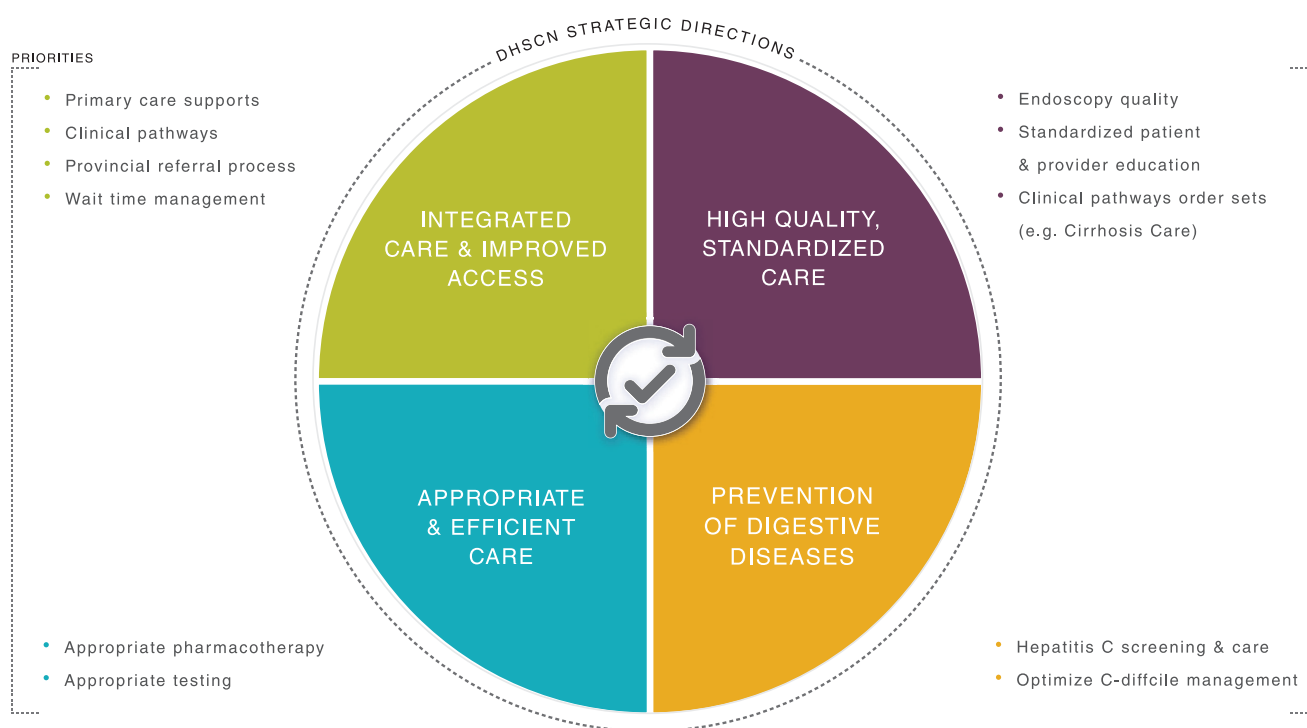 DHSCN STRATEGIC DIRECTIONS
PRIORITIES
• Primary care supports
• Clinical pathways
• Provincial referral process
• Wait time management
• Endoscopy quality
• Standardized patient
& provider education
• Clinical pathways order sets
(e.g. Cirrhosis Care)
INTEGRATED
CARE & IMPROVED
ACCESS
HIGH QUALITY,
STANDARDIZED
CARE
APPROPRIATE
& EFFICIENT
CARE
PREVENTION
OF DIGESTIVE
DISEASES
• Appropriate pharmacotherapy
• Appropriate testing
• Hepatitis C screening & care
• Optimize C-diffcile management